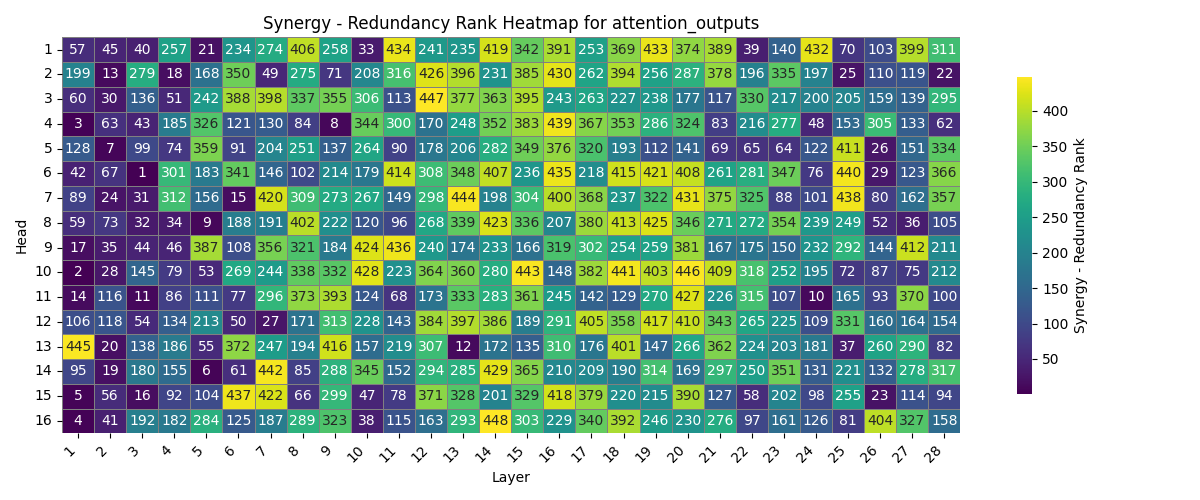 Synergy - Redundancy Rank Heatmap for attention_outputs
1 57 45 40 257 21 234 274 406 258 33 434 241 235 419 342 391 253 369 433 374 389 39 140 432 70 103 399 311
2 199 13 279 18 168 350 49 275 71 208 316 426 396 231 385 430 262 394 256 287 378 196 335 197 25 110 119 22
3 60 30 136 51 242 388 398 337 355 306 113 447 377 363 395 243 263 227 238 177 117 330 217 200 205 159 139 295
4 3 63 43 185 326 121 130 84 8 344 300 170 248 352 383 439 367 353 286 324 83 216 277 48 153 305 133 62
5 128 7 99 74 359 91 204 251 137 264 90 178 206 282 349 376 320 193 112 141 69 65 64 122 411 26 151 334
6 42 67 1 301 183 341 146 102 214 179 414 308 348 407 236 435 218 415 421 408 261 281 347 76 440 29 123 366
7 89 24 31 312 156 15 420 309 273 267 149 298 444 198 304 400 368 237 322 431 375 325 88 101 438 80 162 357
8 59 73 32 34 9 188 191 402 222 120 96 268 339 423 336 207 380 413 425 346 271 272 354 239 249 52 36 105
9 17 35 44 46 387 108 356 321 184 424 436 240 174 233 166 319 302 254 259 381 167 175 150 232 292 144 412 211
10 2 28 145 79 53 269 244 338 332 428 223 364 360 280 443 148 382 441 403 446 409 318 252 195 72 87 75 212
11 14 116 11 86 111 77 296 373 393 124 68 173 333 283 361 245 142 129 270 427 226 315 107 10 165 93 370 100
12 106 118 54 134 213 50 27 171 313 228 143 384 397 386 189 291 405 358 417 410 343 265 225 109 331 160 164 154
13 445 20 138 186 55 372 247 194 416 157 219 307 12 172 135 310 176 401 147 266 362 224 203 181 37 260 290 82
14 95 19 180 155 6 61 442 85 288 345 152 294 285 429 365 210 209 190 314 169 297 250 351 131 221 132 278 317
15 5 56 16 92 104 437 422 66 299 47 78 371 328 201 329 418 379 220 215 390 127 58 202 98 255 23 114 94
16 4 41 192 182 284 125 187 289 323 38 115 163 293 448 303 229 340 392 246 230 276 97 161 126 81 404 327 158
1 2 3 4 5 6 7 8 9 10 11 12 13 14 15 16 17 18 19 20 21 22 23 24 25 26 27 28
Layer
Head
400
350
300
250
200
150
100
50
Synergy - Redundancy Rank